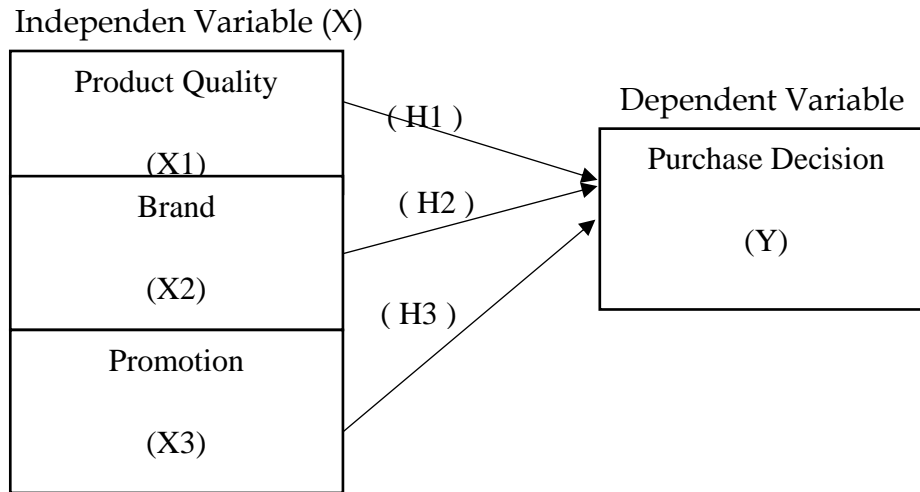 Independen Variable (X)
Product Quality
(X1)
Brand
(X2)
Promotion
(X3)
( H1 )
( H2 )
( H3 )
Dependent Variable
Purchase Decision
(Y)